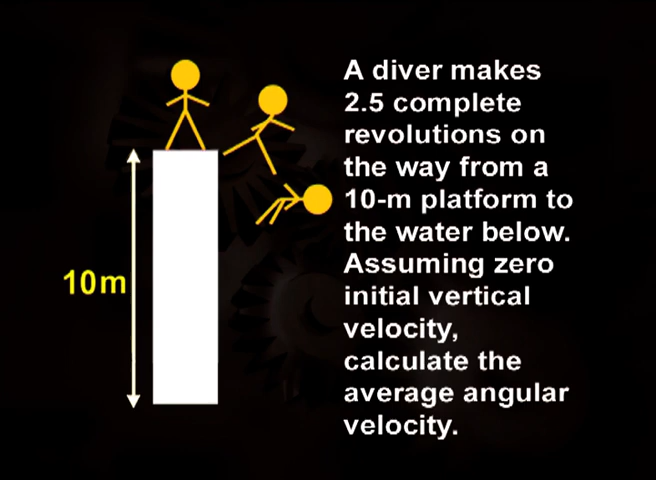 A diver makes
2.5 complete
revolutions on
the way from a
10-m platform to
the water below.
Assuming zero
initial vertical
velocity,
calculate the
average angular
velocity.
10m